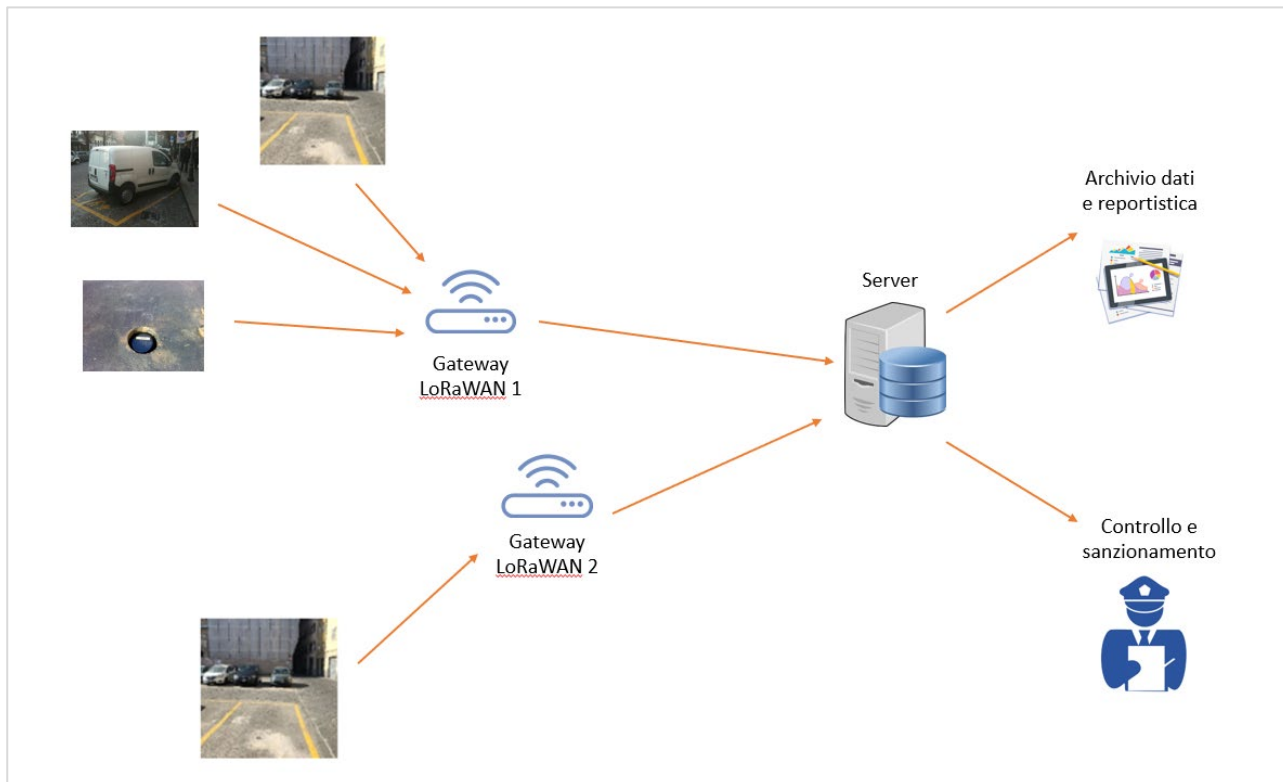 Archivio dati
e reportistica
Server
Gateway
LoRaWAN 1
Gateway
LoRaWAN 2
Controllo e
sanzionamento